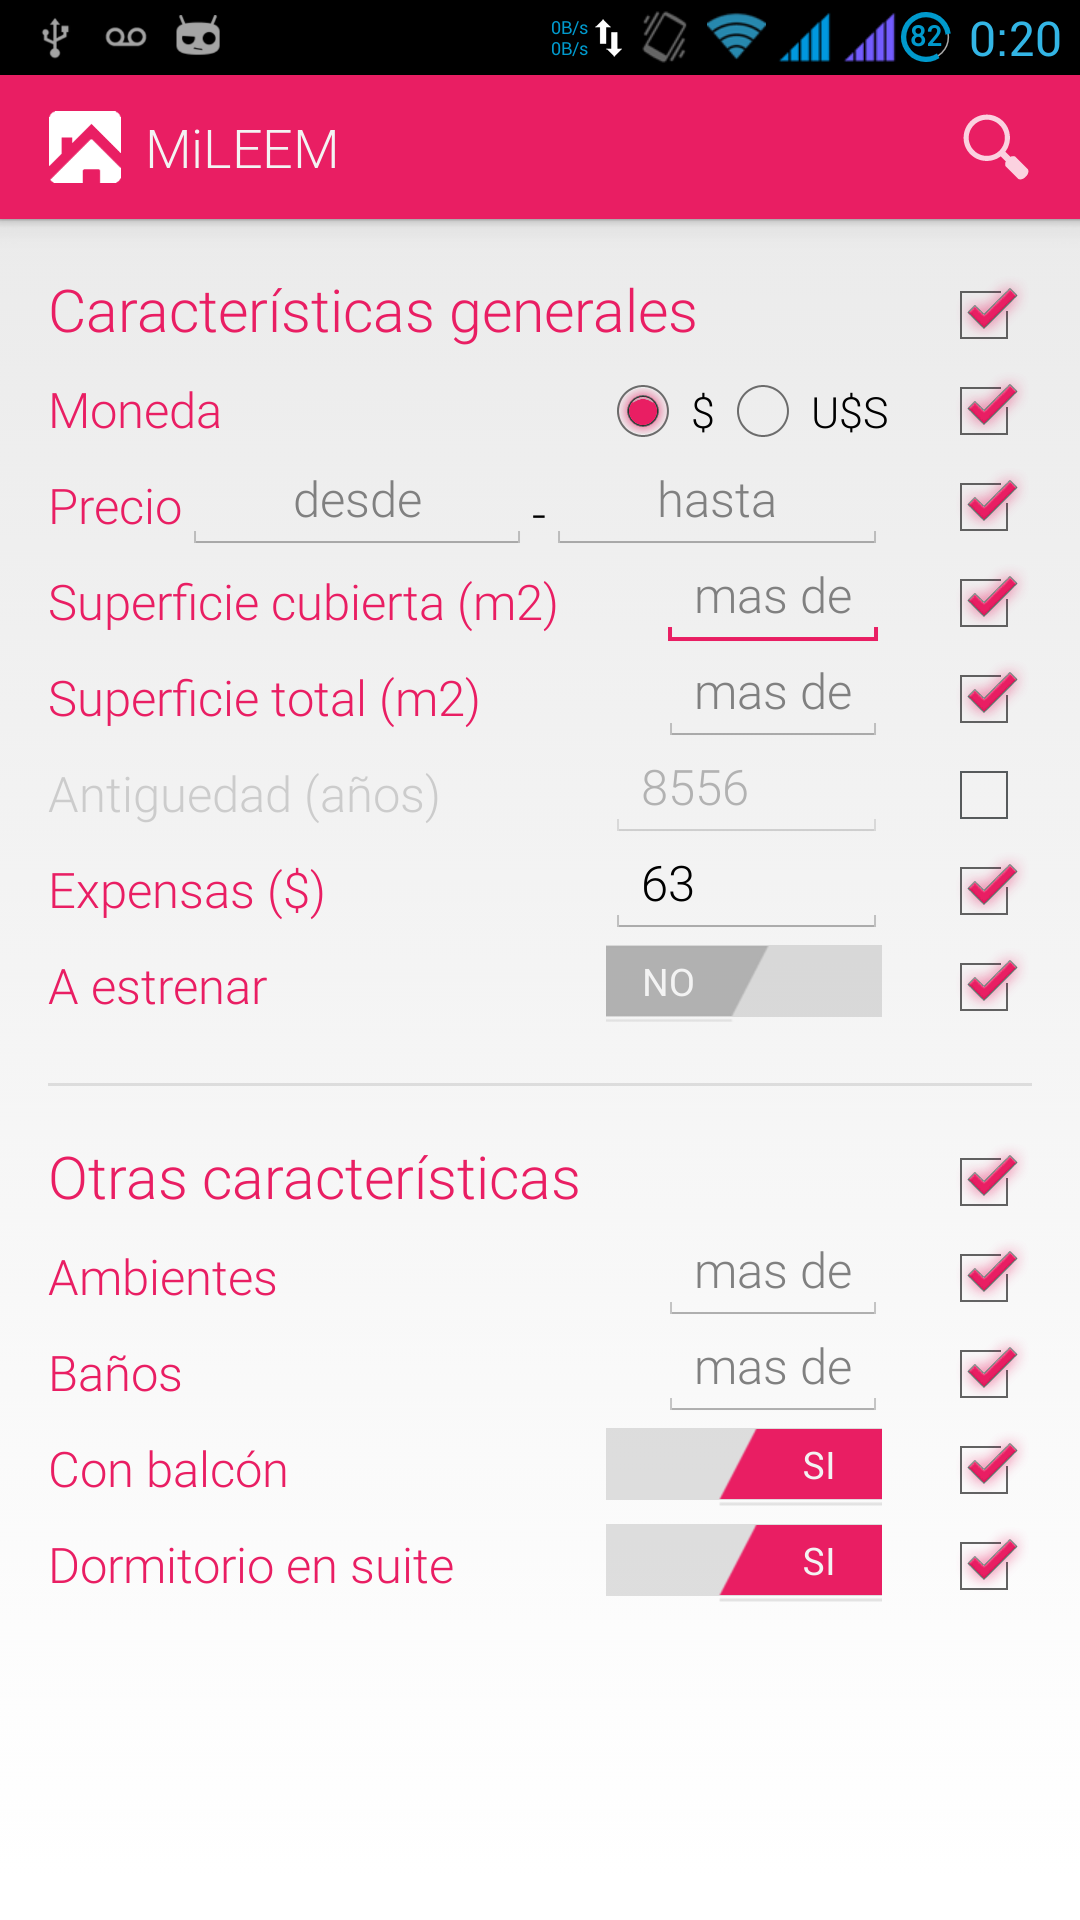 0B/s
0B/s
82
0:20
MiLEEM
Características generales
Moneda $ U$S
Precio desde - hasta
Superficie cubierta (m2) mas de
Superficie total (m2) mas de
Antiguedad (años) 8556
Expensas ($) 63
A estrenar NO
Otras características
Ambientes mas de
Baños mas de
Con balcón SI
Dormitorio en suite SI